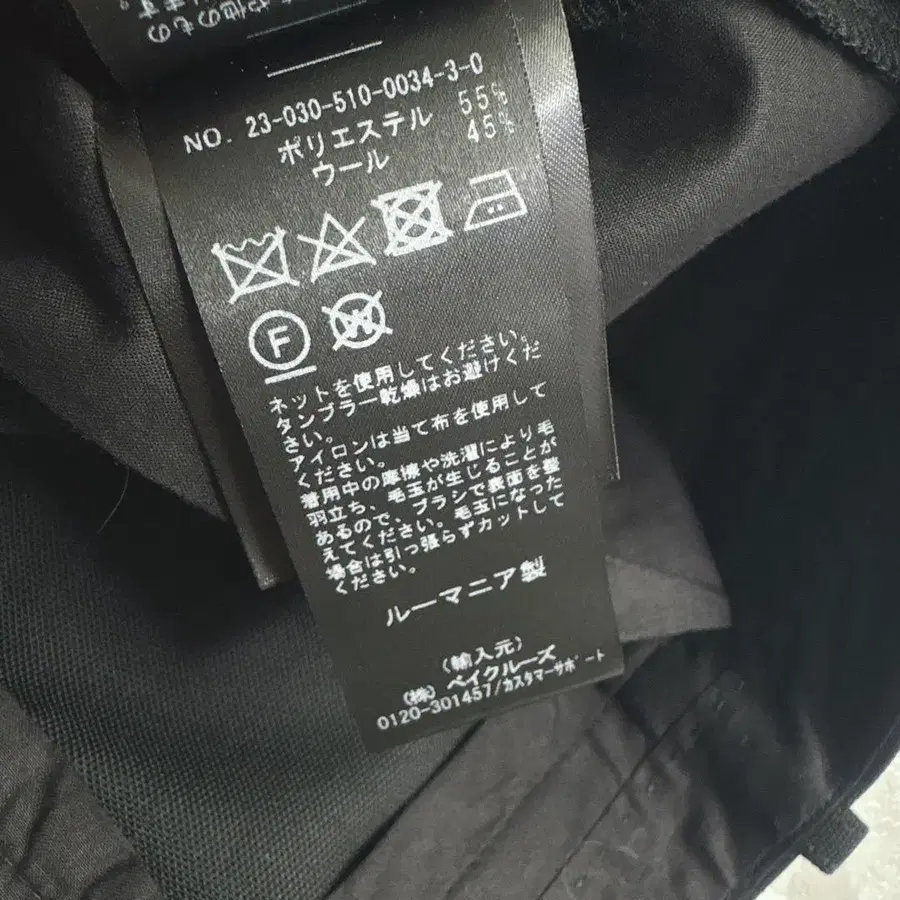 お他のもの
NO. 23-030-510-0034-3-0
ポリエステル 55%
ウール 45%
F
W
ネットを使用してください。
タンブラー乾燥はお避けくだ
さい。
アイロンは当て布を使用して
ください。
着用中の摩擦や洗濯により毛
羽立ち、毛玉が生じることが
あるので、ブラシで表面を整
えてください。毛玉になった
場合は引っ張らずカットして
ください。
ルーマニア製
(輸入元)
(株) ベイクルーズ
0120-301457/カスタマーサポート